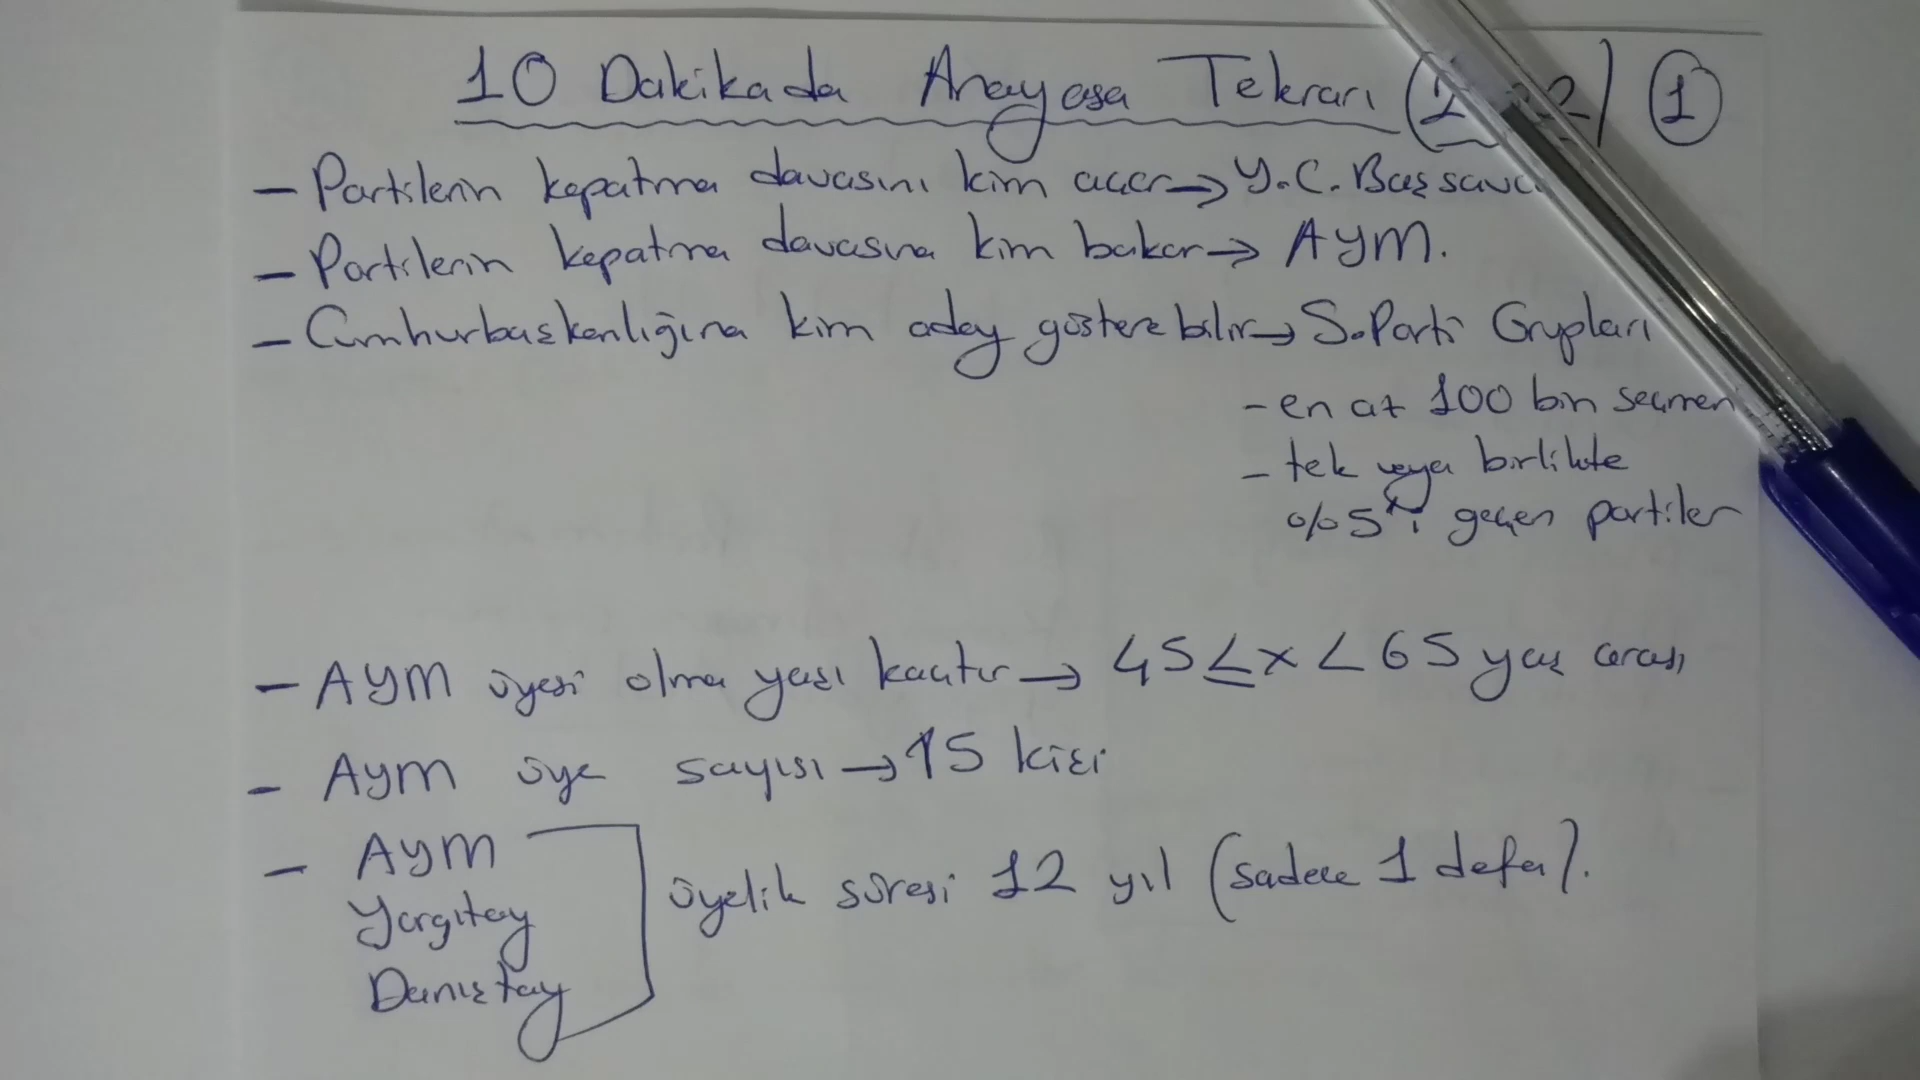 10 Dakikada Anayasa Tekrarı (2022) 1
- Partilerin kapatma davasını kim açar → Y.C. Başsavc
- Partilerin kapatma davasına kim bakar → AYM.
- Cumhurbaşkanlığına kim aday gösterebilir → S.Parti Grupları
- en az 100 bin seçmen
- tek veya birlikte
%5'i geçen partiler
- AYM üyesi olma yaşı kaçtır → 45 ≤ x < 65 yaş arası
- AYM üye sayısı → 15 kişi
- AYM
Yargıtay
Danıştay
üyelik süresi 12 yıl (sadece 1 defa).